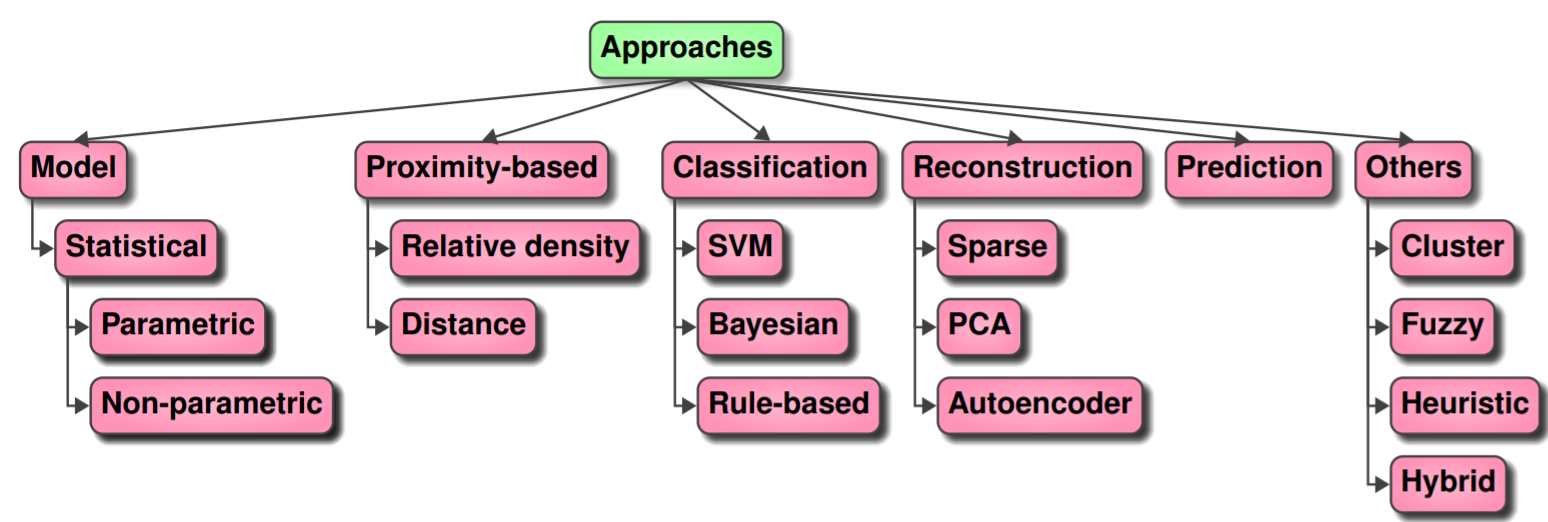 Approaches
Model
Proximity-based
Classification
Reconstruction
Prediction
Others
Statistical
Relative density
SVM
Sparse
Cluster
Parametric
Distance
Bayesian
PCA
Fuzzy
Non-parametric
Rule-based
Autoencoder
Heuristic
Hybrid